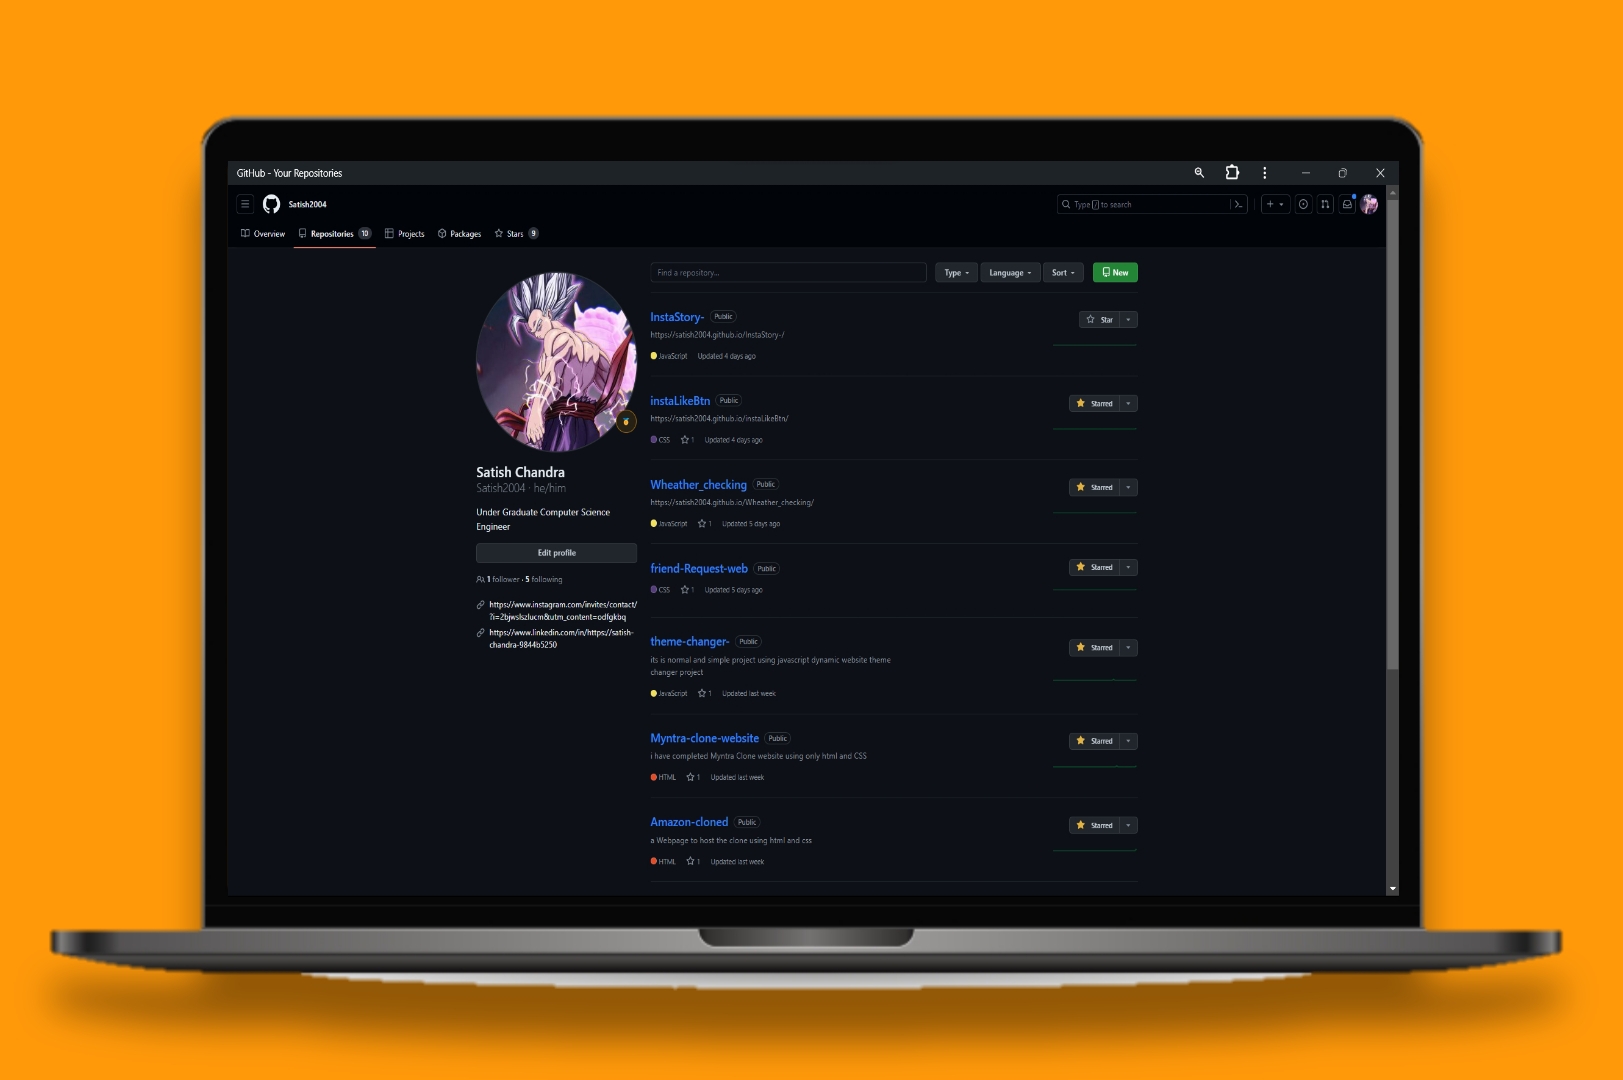 GitHub - Your Repositories
Satish2004
Type / to search
Overview
Repositories 10
Projects
Packages
Stars 9
Find a repository...
Type
Language
Sort
New
Satish Chandra
Satish2004 · he/him
Under Graduate Computer Science
Engineer
Edit profile
1 follower · 5 following
https://www.instagram.com/invites/contact/
?i=2bjwslszlucm&utm_content=odfgkbq
https://www.linkedin.com/in/https://satish-
chandra-9844b5250
InstaStory- Public
Star
https://satish2004.github.io/InstaStory-/
JavaScript Updated 4 days ago
instaLikeBtn Public
Starred
https://satish2004.github.io/instaLikeBtn/
CSS 1 Updated 4 days ago
Wheather_checking Public
Starred
https://satish2004.github.io/Wheather_checking/
JavaScript 1 Updated 5 days ago
friend-Request-web Public
Starred
CSS 1 Updated 5 days ago
theme-changer- Public
Starred
its is normal and simple project using javascript dynamic website theme
changer project
JavaScript 1 Updated last week
Myntra-clone-website Public
Starred
i have completed Myntra Clone website using only html and CSS
HTML 1 Updated last week
Amazon-cloned Public
Starred
a Webpage to host the clone using html and css
HTML 1 Updated last week